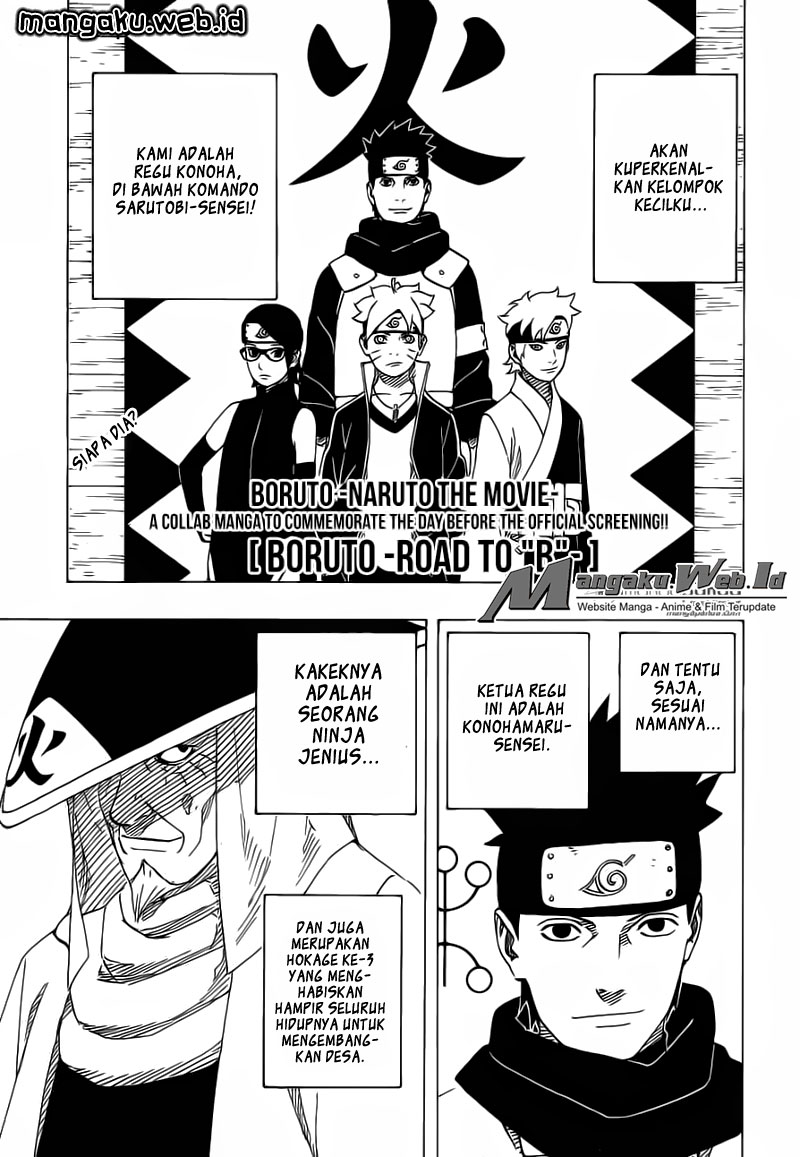 mangaku.web.id
火
AKAN
KUPERKENAL-
KAN KELOMPOK
KECILKU...
KAMI ADALAH
REGU KONOHA,
DI BAWAH KOMANDO
SARUTOBI-SENSEI!
SIAPA DIA?
BORUTO -NARUTO THE MOVIE-
A COLLAB MANGA TO COMMEMORATE THE DAY BEFORE THE OFFICIAL SCREENING!!
[ BORUTO -ROAD TO "B"- ]
Mangaku.Web.Id
Website Manga - Anime & Film Terupdate
DAN TENTU
SAJA,
SESUAI
NAMANYA...
KETUA REGU
INI ADALAH
KONOHAMARU-
SENSEI.
KAKEKNYA
ADALAH
SEORANG
NINJA
JENIUS...
火
DAN JUGA
MERUPAKAN
HOKAGE KE-3
YANG MENG-
HABISKAN
HAMPIR SELURUH
HIDUPNYA UNTUK
MENGEMBANG-
KAN DESA.